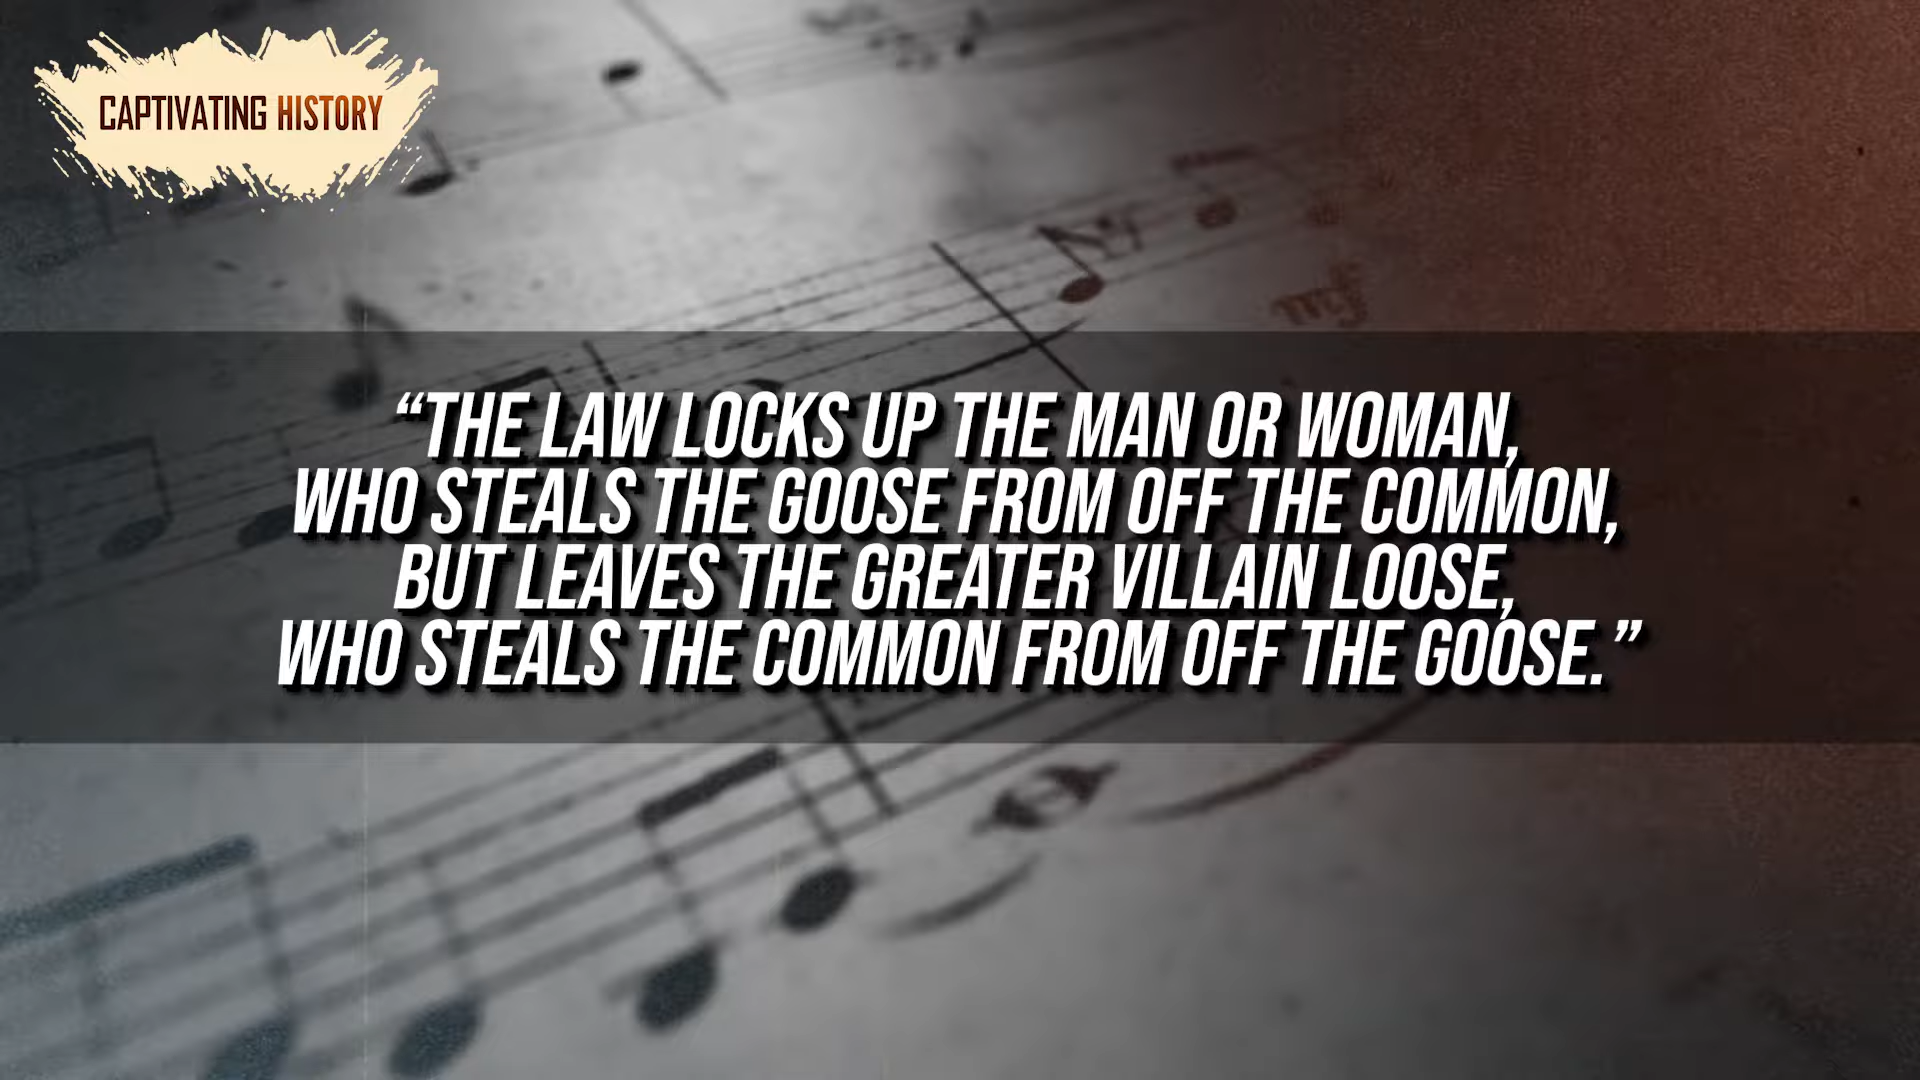 CAPTIVATING HISTORY
“THE LAW LOCKS UP THE MAN OR WOMAN,
WHO STEALS THE GOOSE FROM OFF THE COMMON,
BUT LEAVES THE GREATER VILLAIN LOOSE,
WHO STEALS THE COMMON FROM OFF THE GOOSE.”
mf